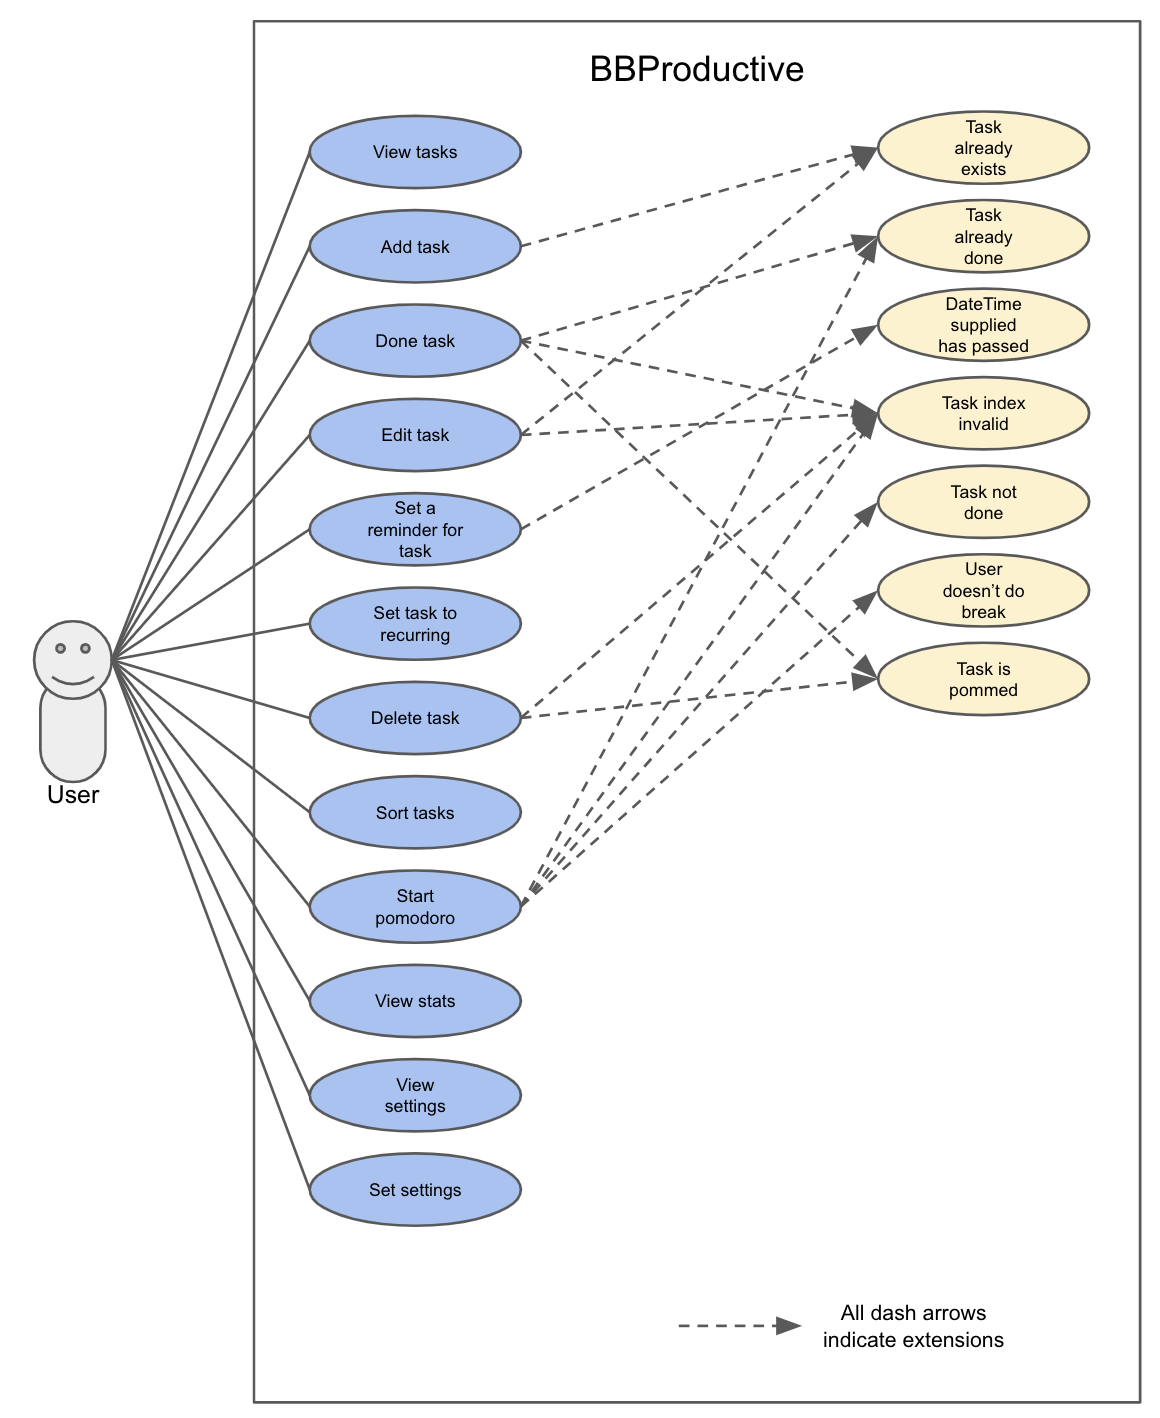 BBProductive
View tasks
Add task
Done task
Edit task
Set a
reminder for
task
Set task to
recurring
Delete task
Sort tasks
Start
pomodoro
View stats
View
settings
Set settings
Task
already
exists
Task
already
done
DateTime
supplied
has passed
Task index
invalid
Task not
done
User
doesn't do
break
Task is
pommed
User
All dash arrows
indicate extensions